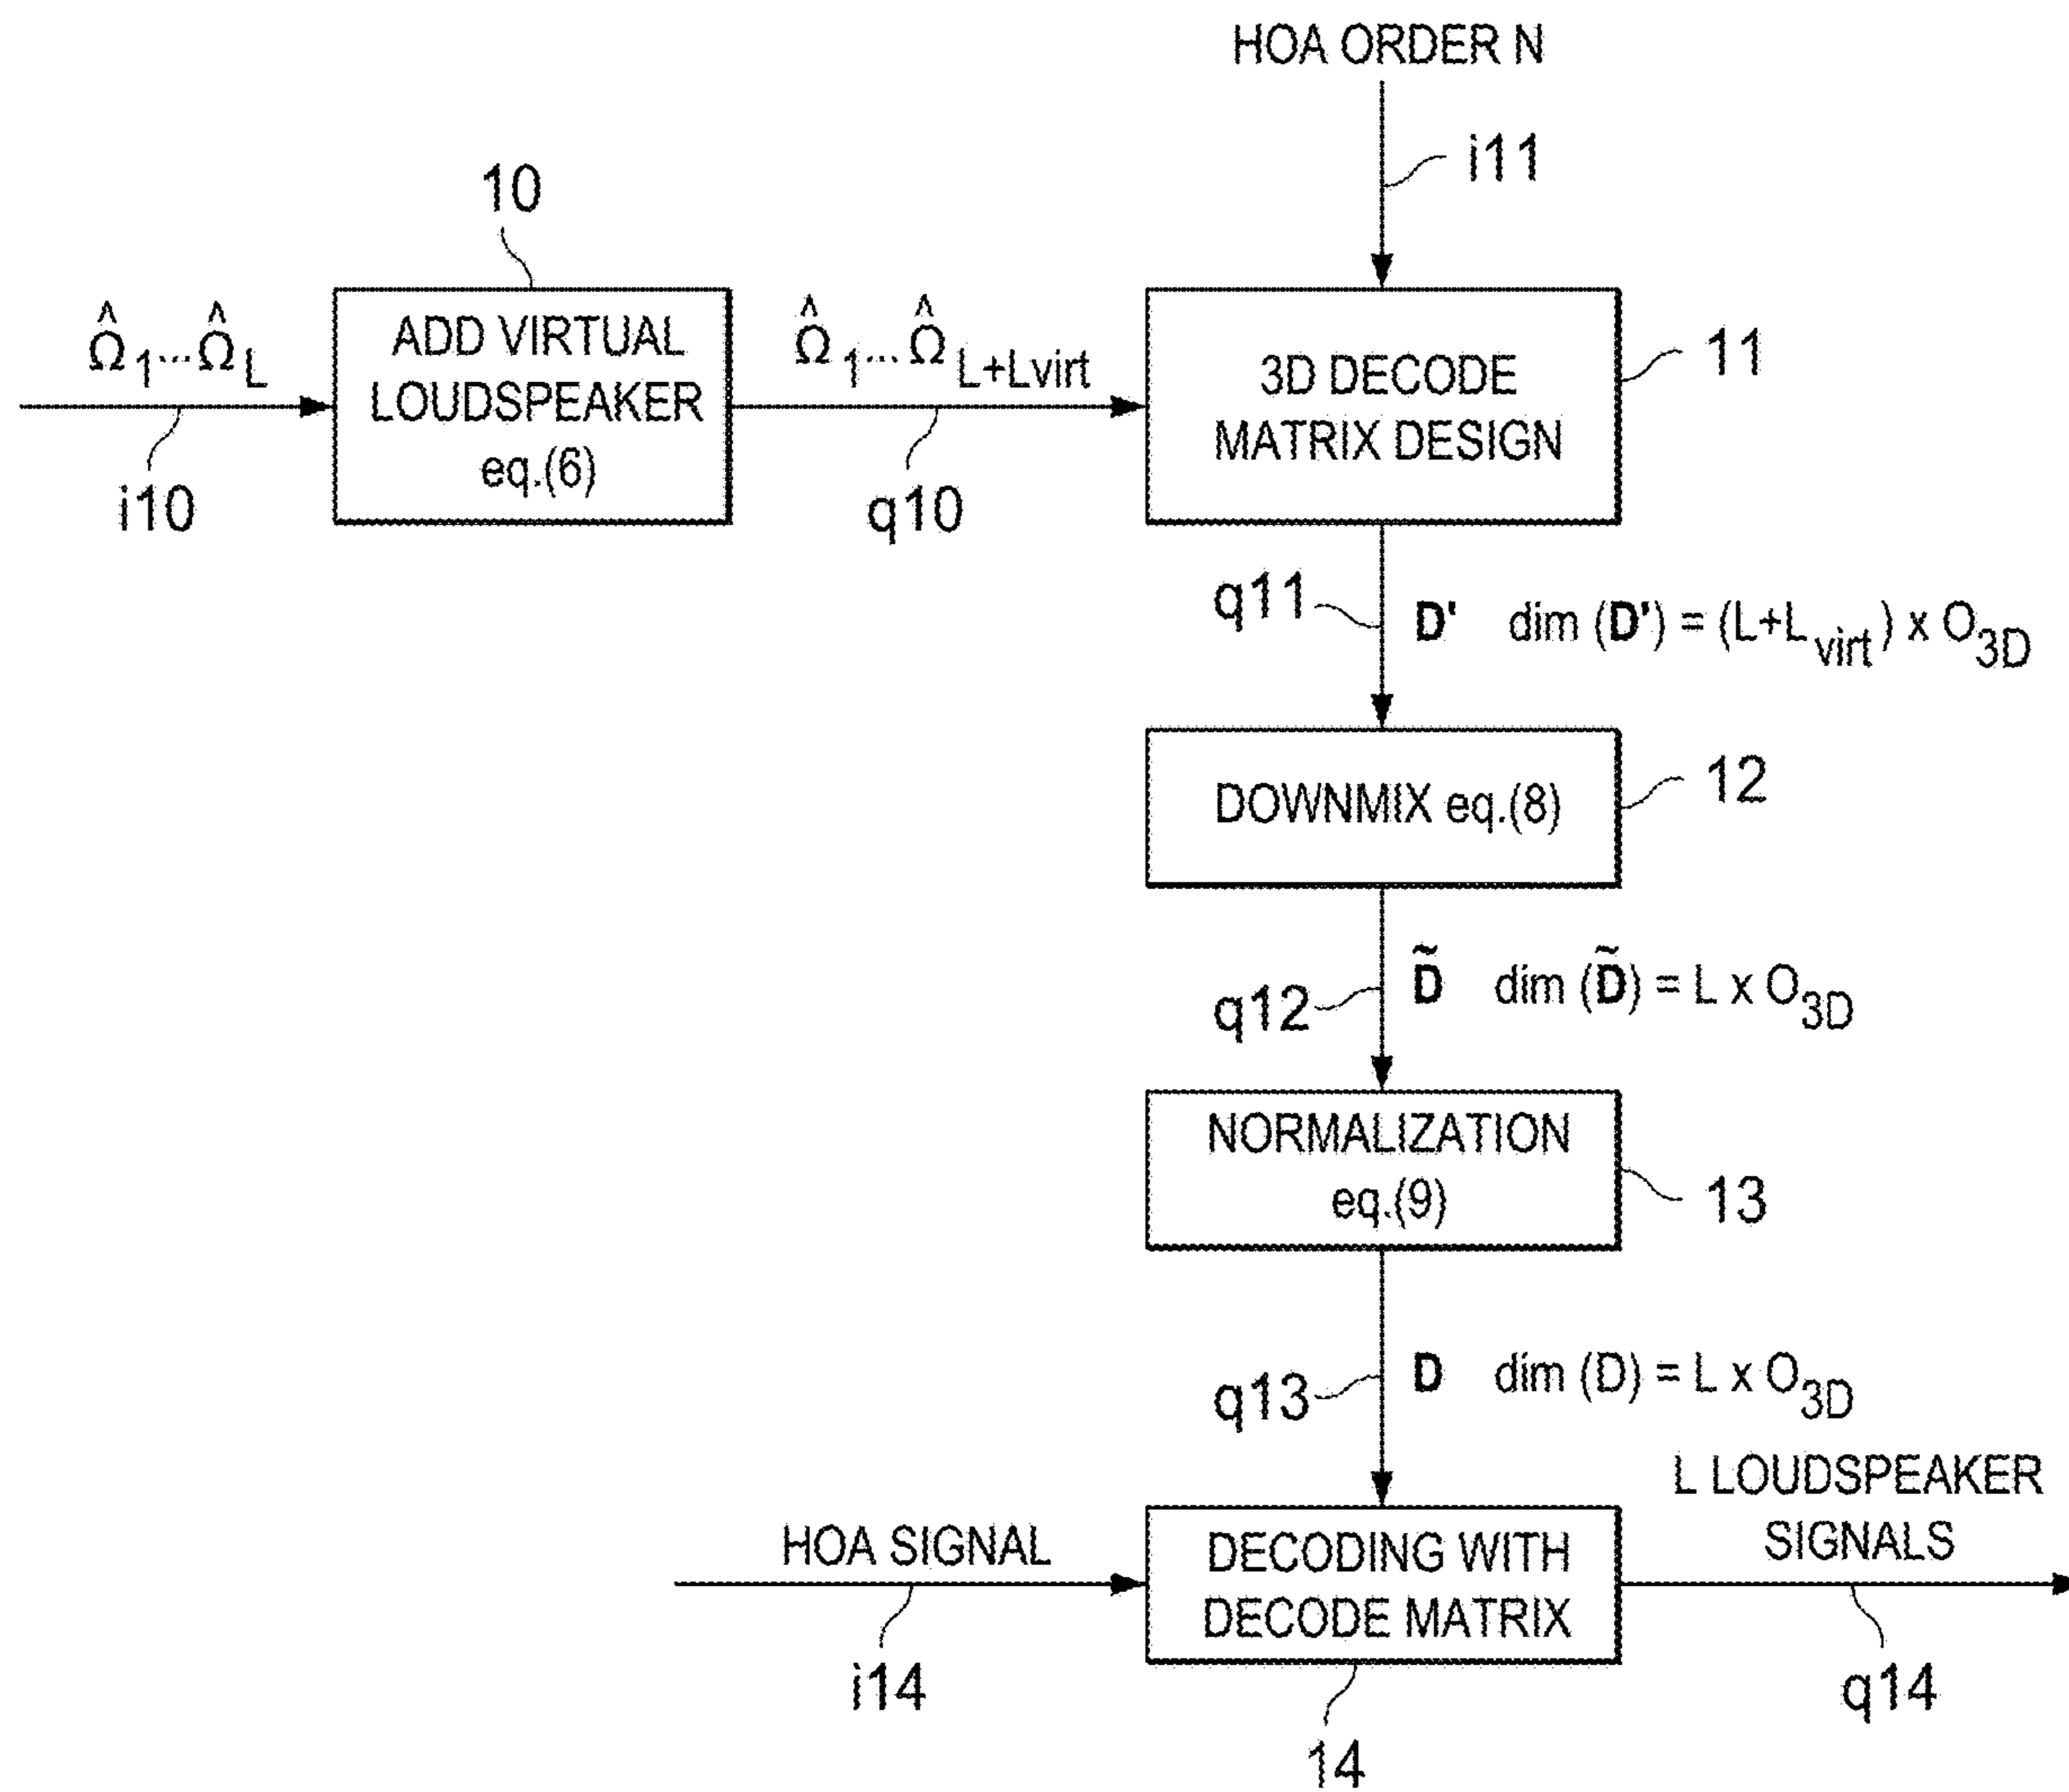 HOA ORDER N
i11
10
Ω̂1...Ω̂L
i10
ADD VIRTUAL
LOUDSPEAKER
eq.(6)
Ω̂1...Ω̂L+Lvirt
q10
3D DECODE
MATRIX DESIGN
11
q11
D' dim (D') = (L+Lvirt) x O3D
DOWNMIX eq.(8)
12
q12
D̃ dim (D̃) = L x O3D
NORMALIZATION
eq.(9)
13
q13
D dim (D) = L x O3D
HOA SIGNAL
i14
DECODING WITH
DECODE MATRIX
14
L LOUDSPEAKER
SIGNALS
q14